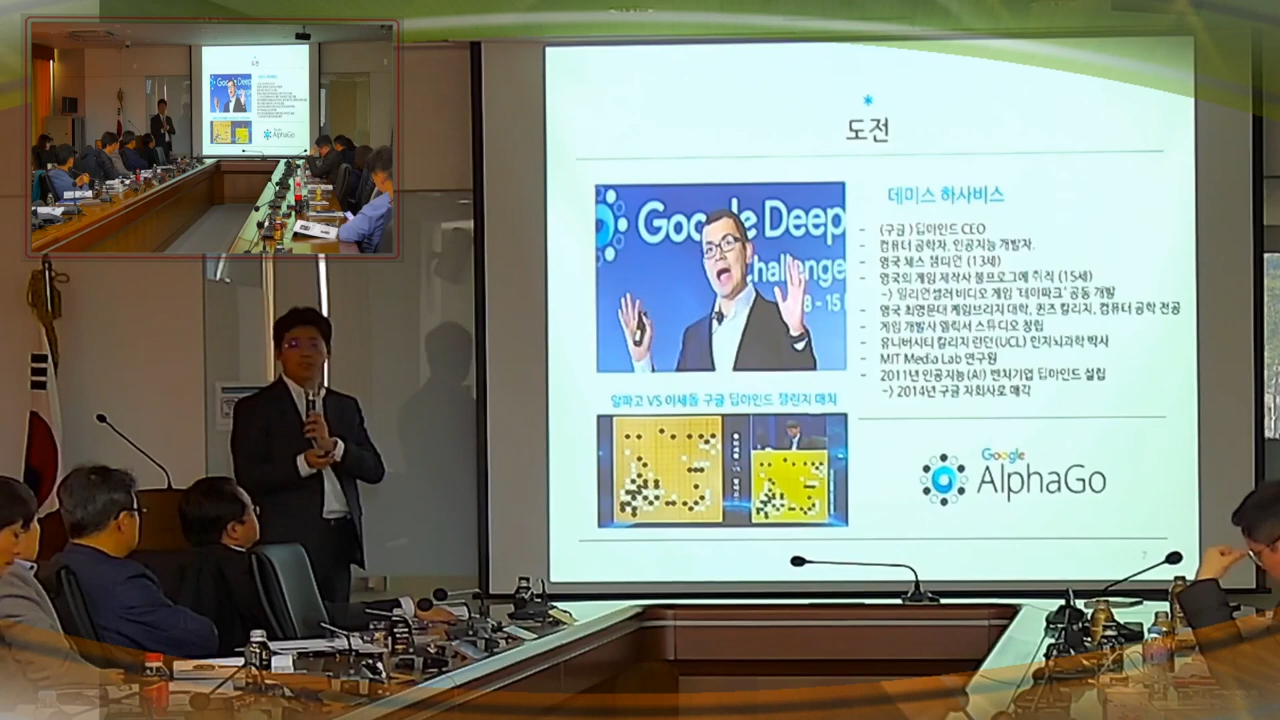 *
도전
Google Deep
Challenge
8 - 15
데미스 하사비스
- (구글) 딥마인드 CEO
- 컴퓨터 공학자, 인공지능 개발자.
- 영국 체스 챔피언 (13세)
- 영국의 게임 제작사 불프로그에 취직 (15세)
-> 밀리언셀러 비디오 게임 '테마파크' 공동 개발
- 영국 최명문대 케임브리지 대학, 퀸즈 칼리지, 컴퓨터 공학 전공
- 게임 개발사 엘릭서 스튜디오 창립
- 유니버시티 칼리지 런던(UCL) 인지뇌과학 박사
- MIT Media Lab 연구원
- 2011년 인공지능(AI) 벤처기업 딥마인드 설립
-> 2014년 구글 자회사로 매각
알파고 VS 이세돌 구글 딥마인드 챌린지 매치
Google
AlphaGo
7
도전
Google Deep
AlphaGo